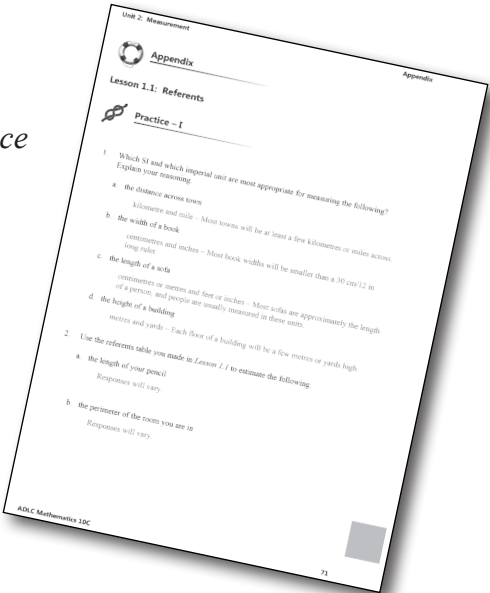 ce
Unit 2: Measurement
Appendix
Appendix
Lesson 1.1: Referents
Practice – I
1. Which SI and which imperial unit are most appropriate for measuring the following?
Explain your reasoning.
a. the distance across town
kilometre and mile – Most towns will be at least a few kilometres or miles across.
b. the width of a book
centimetres and inches – Most book widths will be smaller than a 30 cm/12 in
long ruler.
c. the length of a sofa
centimetres or metres and feet or inches – Most sofas are approximately the length
of a person, and people are usually measured in these units.
d. the height of a building
metres and yards – Each floor of a building will be a few metres or yards high.
2. Use the referents table you made in Lesson 1.1 to estimate the following.
a. the length of your pencil
Responses will vary.
b. the perimeter of the room you are in
Responses will vary.
ADLC Mathematics 10C
71